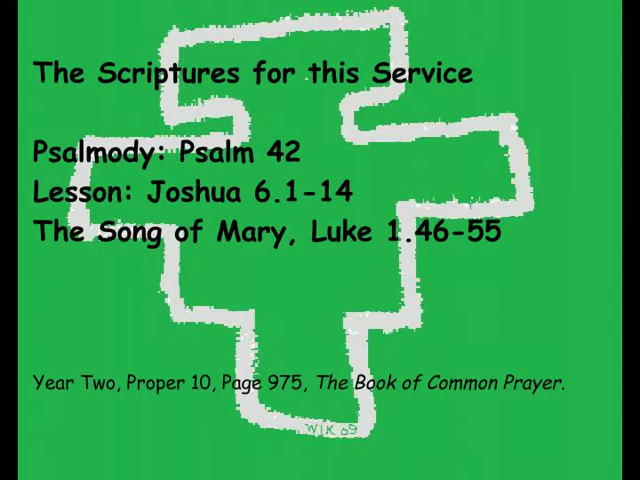 The Scriptures for this Service
Psalmody: Psalm 42
Lesson: Joshua 6.1-14
The Song of Mary, Luke 1.46-55
Year Two, Proper 10, Page 975, The Book of Common Prayer.
WIK 09